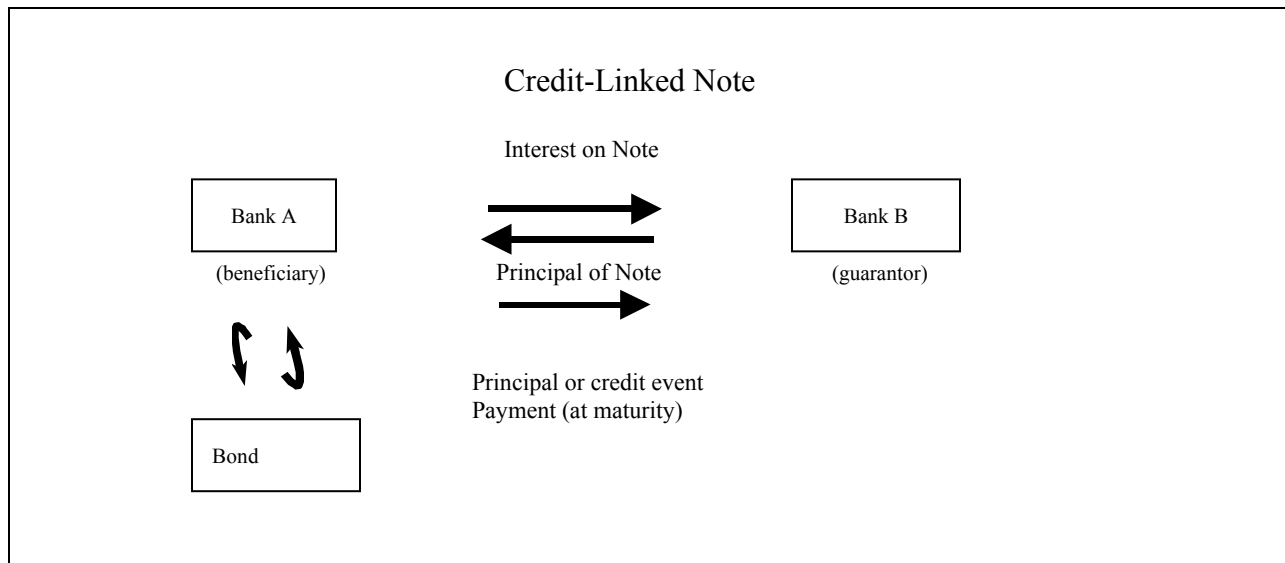 Credit-Linked Note
Interest on Note
Bank A
Bank B
(beneficiary)
Principal of Note
(guarantor)
Principal or credit event
Payment (at maturity)
Bond